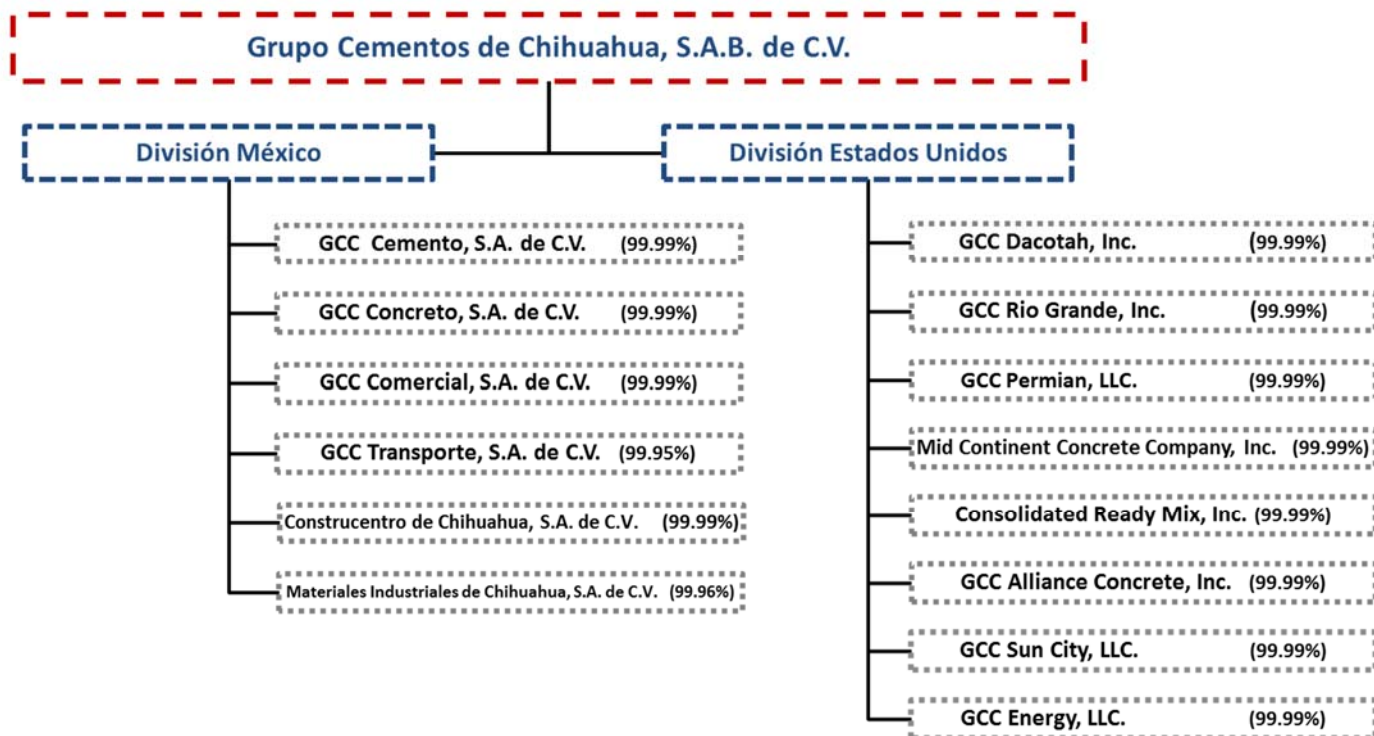 Grupo Cementos de Chihuahua, S.A.B. de C.V.
División México
División Estados Unidos
GCC Cemento, S.A. de C.V. (99.99%)
GCC Concreto, S.A. de C.V. (99.99%)
GCC Comercial, S.A. de C.V. (99.99%)
GCC Transporte, S.A. de C.V. (99.95%)
Construcentro de Chihuahua, S.A. de C.V. (99.99%)
Materiales Industriales de Chihuahua, S.A. de C.V. (99.96%)
GCC Dacotah, Inc. (99.99%)
GCC Rio Grande, Inc. (99.99%)
GCC Permian, LLC. (99.99%)
Mid Continent Concrete Company, Inc. (99.99%)
Consolidated Ready Mix, Inc. (99.99%)
GCC Alliance Concrete, Inc. (99.99%)
GCC Sun City, LLC. (99.99%)
GCC Energy, LLC. (99.99%)